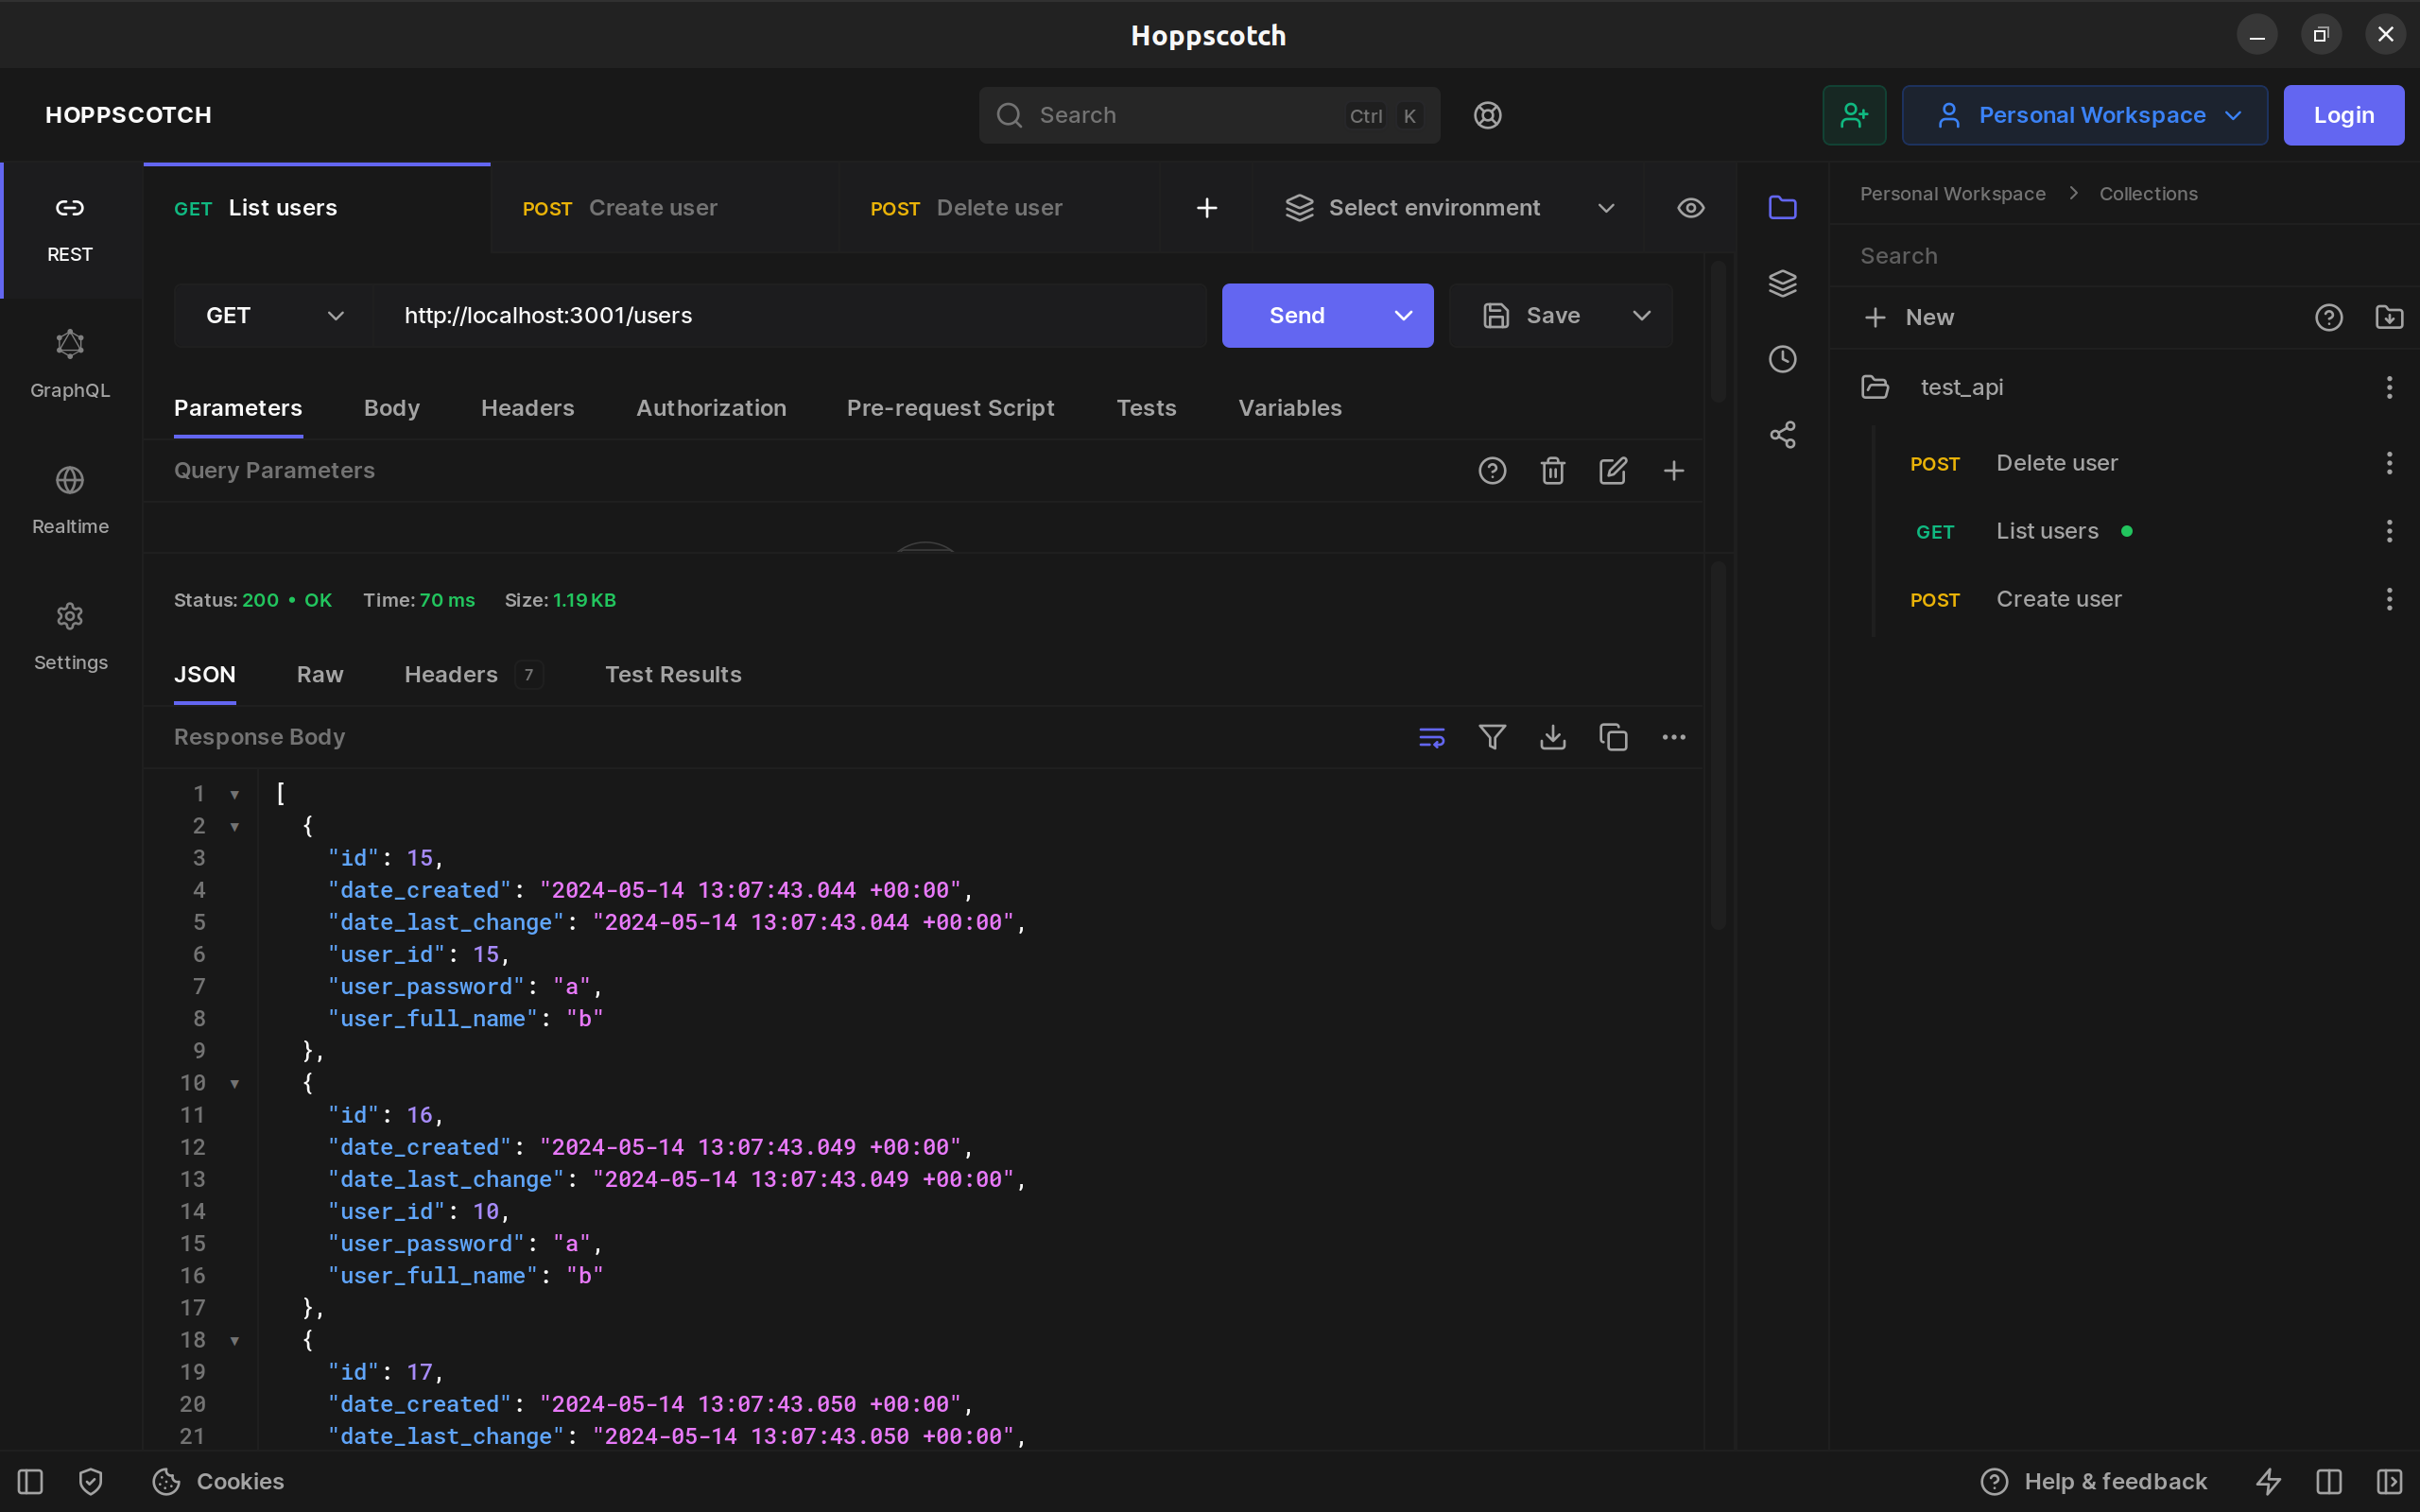 Hoppscotch
HOPPSCOTCH
Search
Ctrl K
Personal Workspace
Login
REST
GraphQL
Realtime
Settings
GET List users
POST Create user
POST Delete user
Select environment
GET
http://localhost:3001/users
Send
Save
Parameters
Body
Headers
Authorization
Pre-request Script
Tests
Variables
Query Parameters
Status: 200 • OK Time: 70 ms Size: 1.19 KB
JSON
Raw
Headers 7
Test Results
Response Body
1 [
2 {
3 "id": 15,
4 "date_created": "2024-05-14 13:07:43.044 +00:00",
5 "date_last_change": "2024-05-14 13:07:43.044 +00:00",
6 "user_id": 15,
7 "user_password": "a",
8 "user_full_name": "b"
9 },
10 {
11 "id": 16,
12 "date_created": "2024-05-14 13:07:43.049 +00:00",
13 "date_last_change": "2024-05-14 13:07:43.049 +00:00",
14 "user_id": 10,
15 "user_password": "a",
16 "user_full_name": "b"
17 },
18 {
19 "id": 17,
20 "date_created": "2024-05-14 13:07:43.050 +00:00",
21 "date_last_change": "2024-05-14 13:07:43.050 +00:00",
Personal Workspace > Collections
Search
New
test_api
POST Delete user
GET List users
POST Create user
Cookies
Help & feedback